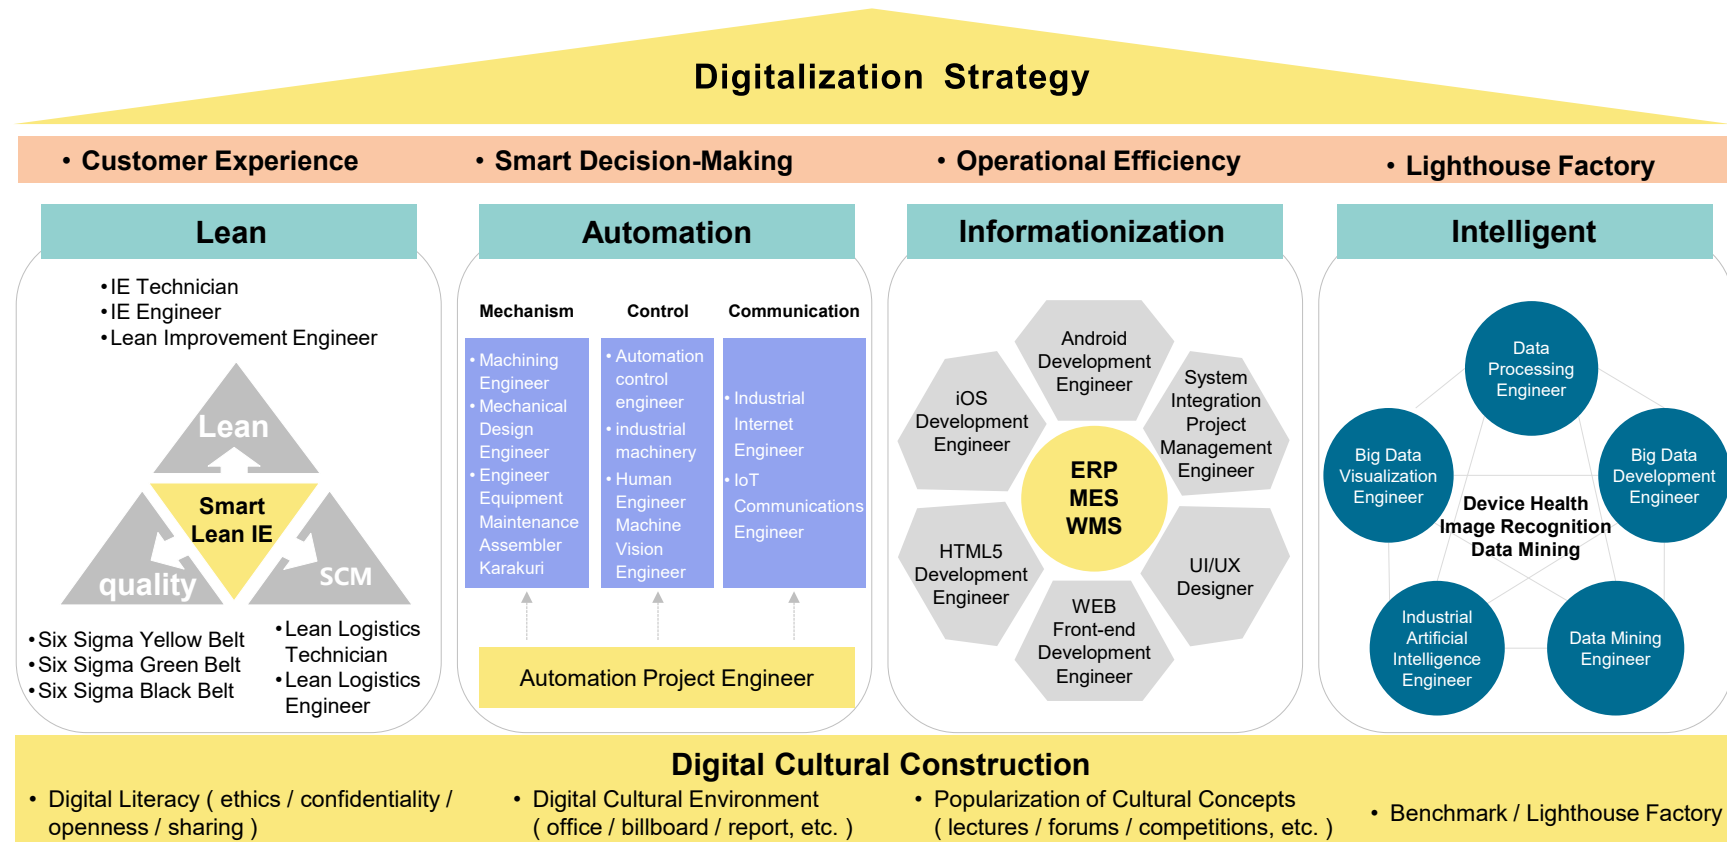 Digitalization Strategy
• Customer Experience
• Smart Decision-Making
• Operational Efficiency
• Lighthouse Factory
Lean
•IE Technician
•IE Engineer
•Lean Improvement Engineer
Lean
Smart
Lean IE
quality
SCM
•Six Sigma Yellow Belt
•Six Sigma Green Belt
•Six Sigma Black Belt
•Lean Logistics
Technician
•Lean Logistics
Engineer
Automation
Mechanism
• Machining
Engineer
• Mechanical
Design
Engineer
• Engineer
Equipment
Maintenance
Assembler
Karakuri
Control
• Automation
control
engineer
• industrial
machinery
• Human
Engineer
Machine
Vision
Engineer
Communication
• Industrial
Internet
Engineer
• IoT
Communications
Engineer
Automation Project Engineer
Informationization
Android
Development
Engineer
System
Integration
Project
Management
Engineer
iOS
Development
Engineer
ERP
MES
WMS
HTML5
Development
Engineer
UI/UX
Designer
WEB
Front-end
Development
Engineer
Intelligent
Data
Processing
Engineer
Big Data
Visualization
Engineer
Big Data
Development
Engineer
Device Health
Image Recognition
Data Mining
Industrial
Artificial
Intelligence
Engineer
Data Mining
Engineer
Digital Cultural Construction
• Digital Literacy ( ethics / confidentiality /
openness / sharing )
• Digital Cultural Environment
( office / billboard / report, etc. )
• Popularization of Cultural Concepts
( lectures / forums / competitions, etc. )
• Benchmark / Lighthouse Factory